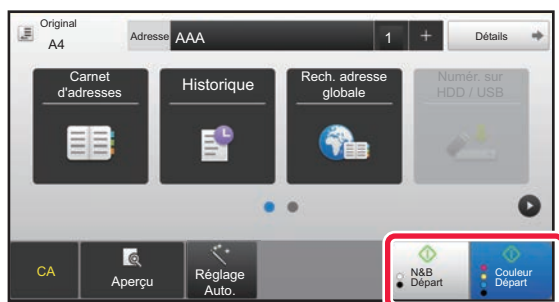 Original
A4
Adresse AAA 1 +
Détails
Carnet
d'adresses
Historique
Rech. adresse
globale
Numér. sur
HDD / USB
CA
Aperçu
Réglage
Auto.
N&B
Départ
Couleur
Départ